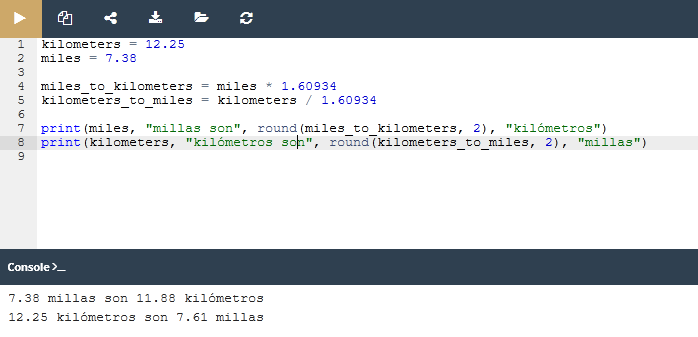 1 kilometers = 12.25
2 miles = 7.38
3
4 miles_to_kilometers = miles * 1.60934
5 kilometers_to_miles = kilometers / 1.60934
6
7 print(miles, "millas son", round(miles_to_kilometers, 2), "kilómetros")
8 print(kilometers, "kilómetros son", round(kilometers_to_miles, 2), "millas")
9
Console >_
7.38 millas son 11.88 kilómetros
12.25 kilómetros son 7.61 millas